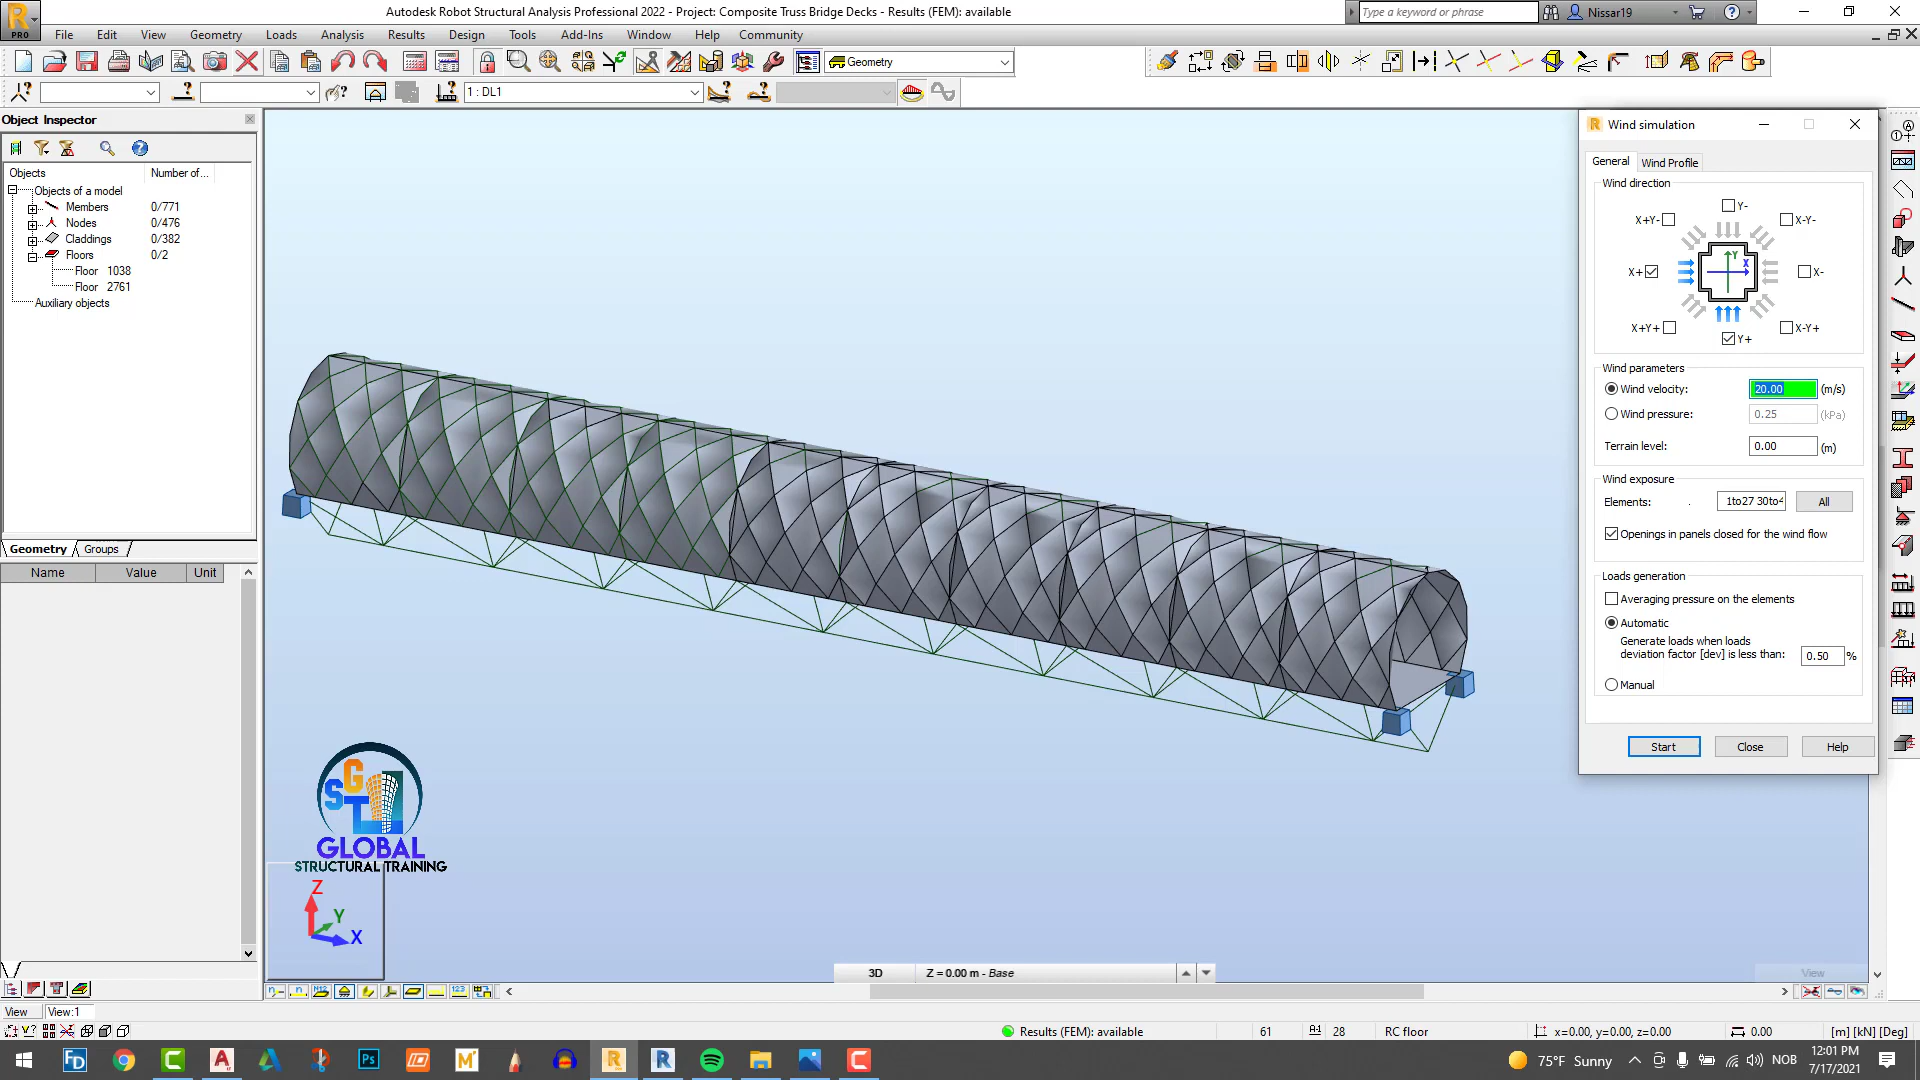 Autodesk Robot Structural Analysis Professional 2022 - Project: Composite Truss Bridge Decks - Results (FEM): available
Type a keyword or phrase
Nissar19
PRO
File Edit View Geometry Loads Analysis Results Design Tools Add-Ins Window Help Community
Geometry
1 : DL1
Object Inspector
Objects Number of...
Objects of a model
Members 0/771
Nodes 0/476
Claddings 0/382
Floors 0/2
Floor 1038
Floor 2761
Auxiliary objects
Geometry Groups
Name Value Unit
Wind simulation
General Wind Profile
Wind direction
Y-
X+Y- X-Y-
Y
X
X+ X-
X+Y+ X-Y+
Y+
Wind parameters
Wind velocity: 20.00 (m/s)
Wind pressure: 0.25 (kPa)
Terrain level: 0.00 (m)
Wind exposure
Elements: 1to27 30to4 All
Openings in panels closed for the wind flow
Loads generation
Averaging pressure on the elements
Automatic
Generate loads when loads
deviation factor [dev] is less than: 0.50 %
Manual
Start Close Help
SGT
GLOBAL
STRUCTURAL TRAINING
Z
Y
X
3D Z = 0.00 m - Base
View
View View:1
Results (FEM): available 61 28 RC floor x=0.00, y=0.00, z=0.00 0.00 [m] [kN] [Deg]
75°F Sunny NOB
12:01 PM
7/17/2021